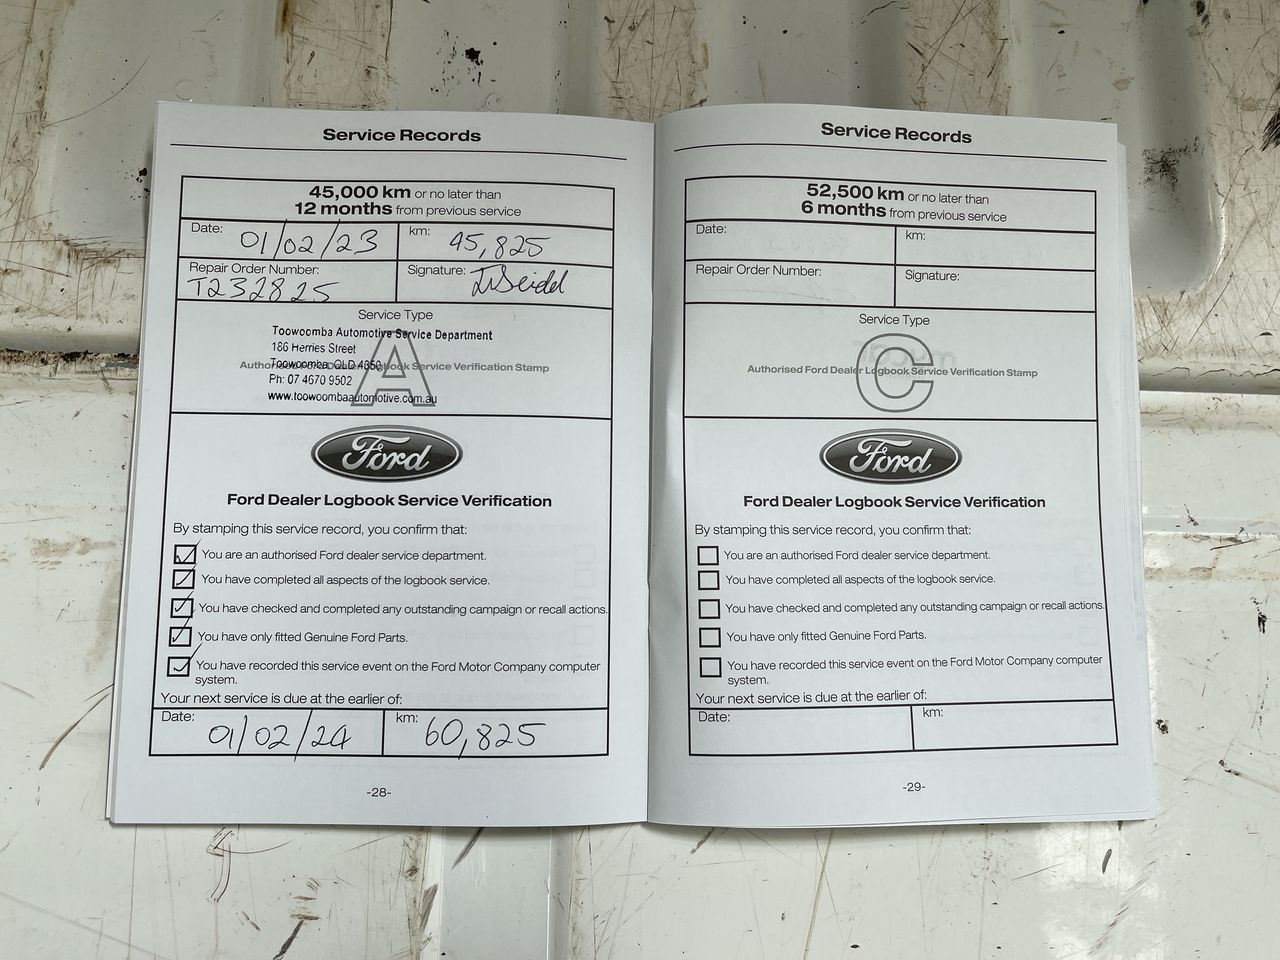 Service Records
45,000 km or no later than
12 months from previous service
Date: 01/02/23
km: 45,825
Repair Order Number: T232825
Signature:
Service Type
A
Toowoomba Automotive Service Department
186 Herries Street
Toowoomba QLD 4350
Authorised Ford Dealer Logbook Service Verification Stamp
Ph: 07 4670 9502
www.toowoombaautomotive.com.au
Ford
Ford Dealer Logbook Service Verification
By stamping this service record, you confirm that:
You are an authorised Ford dealer service department.
You have completed all aspects of the logbook service.
You have checked and completed any outstanding campaign or recall actions.
You have only fitted Genuine Ford Parts.
You have recorded this service event on the Ford Motor Company computer
system.
Your next service is due at the earlier of:
Date: 01/02/24
km: 60,825
-28-
Service Records
52,500 km or no later than
6 months from previous service
Date:
km:
Repair Order Number:
Signature:
Service Type
C
Authorised Ford Dealer Logbook Service Verification Stamp
Ford
Ford Dealer Logbook Service Verification
By stamping this service record, you confirm that:
You are an authorised Ford dealer service department.
You have completed all aspects of the logbook service.
You have checked and completed any outstanding campaign or recall actions.
You have only fitted Genuine Ford Parts.
You have recorded this service event on the Ford Motor Company computer
system.
Your next service is due at the earlier of:
Date:
km:
-29-